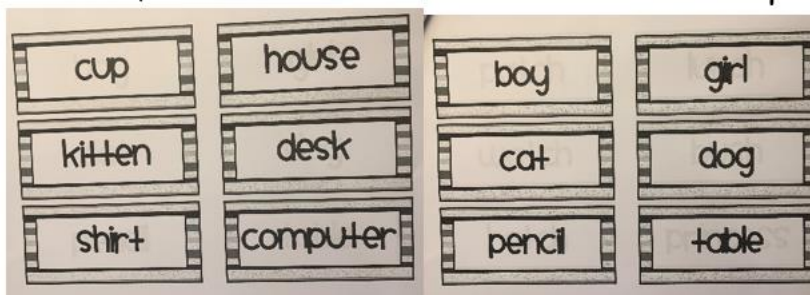 cup house boy girl
kitten desk cat dog
shirt computer pencil table